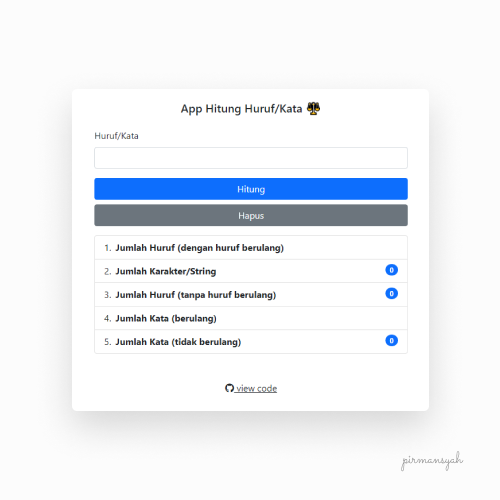 App Hitung Huruf/Kata
Huruf/Kata
Hitung
Hapus
1. Jumlah Huruf (dengan huruf berulang)
2. Jumlah Karakter/String 0
3. Jumlah Huruf (tanpa huruf berulang) 0
4. Jumlah Kata (berulang)
5. Jumlah Kata (tidak berulang) 0
view code
pirmansyah